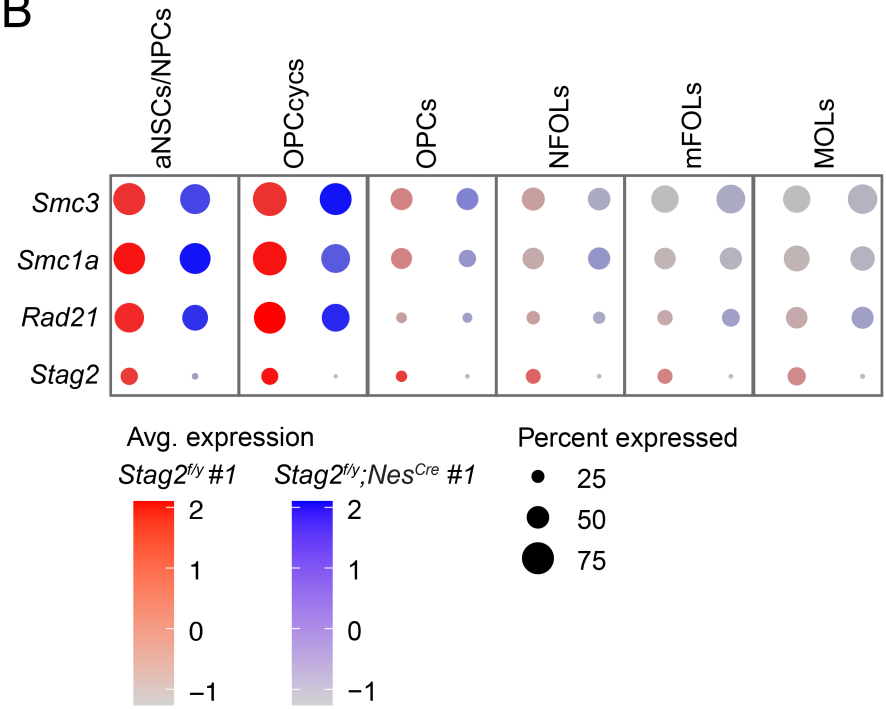 B
aNSCs/NPCs
OPCcycs
OPCs
NFOLs
mFOLs
MOLs
Smc3
Smc1a
Rad21
Stag2
Avg. expression
Stag2f/y #1
Stag2f/y;NesCre #1
2
1
0
−1
2
1
0
−1
Percent expressed
25
50
75